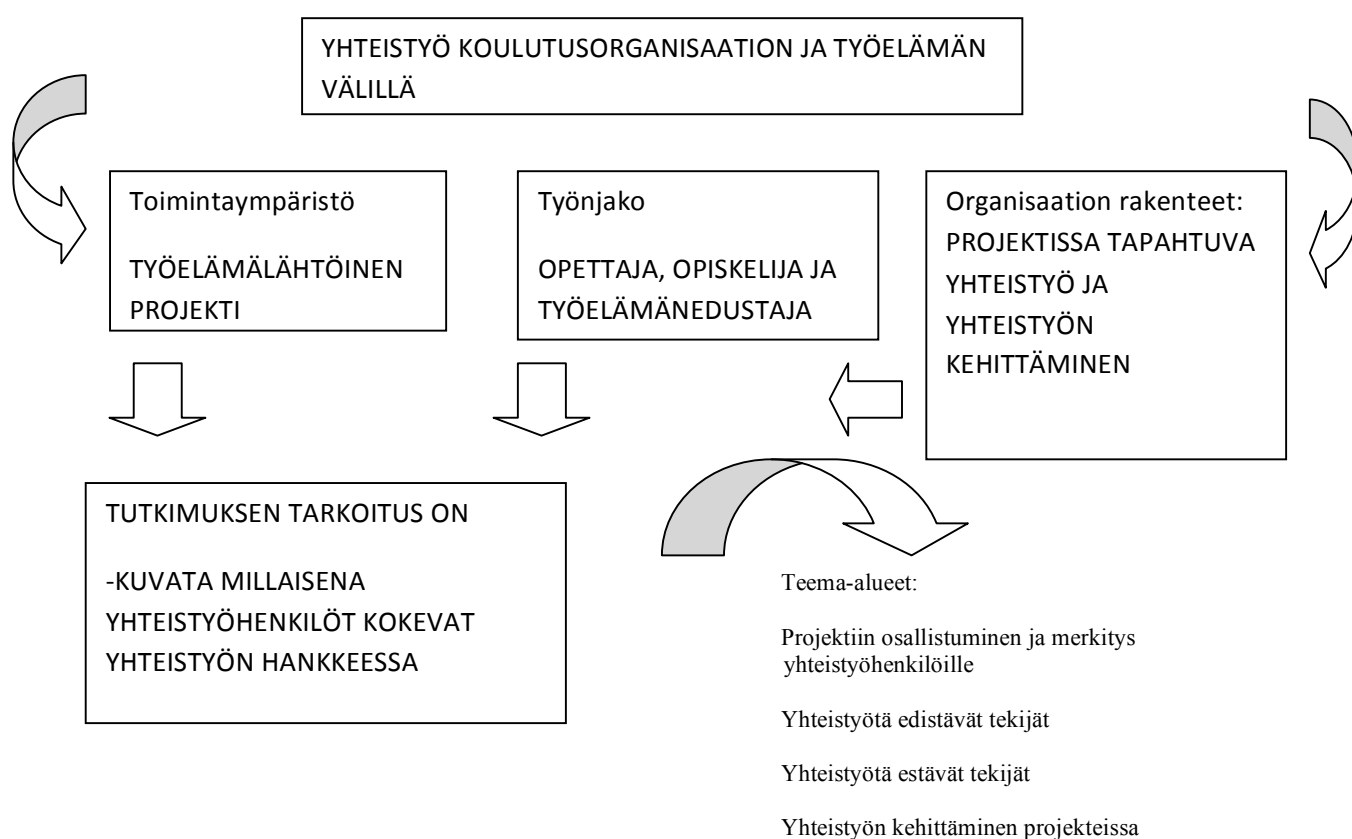 YHTEISTYÖ KOULUTUSORGANISAATION JA TYÖELÄMÄN
VÄLILLÄ
Toimintaympäristö
TYÖELÄMÄLÄHTÖINEN
PROJEKTI
Työnjako
OPETTAJA, OPISKELIJA JA
TYÖELÄMÄNEDUSTAJA
Organisaation rakenteet:
PROJEKTISSA TAPAHTUVA
YHTEISTYÖ JA
YHTEISTYÖN
KEHITTÄMINEN
TUTKIMUKSEN TARKOITUS ON
-KUVATA MILLAISENA
YHTEISTYÖHENKILÖT KOKEVAT
YHTEISTYÖN HANKKEESSA
Teema-alueet:
Projektiin osallistuminen ja merkitys
yhteistyöhenkilöille
Yhteistyötä edistävät tekijät
Yhteistyötä estävät tekijät
Yhteistyön kehittäminen projekteissa